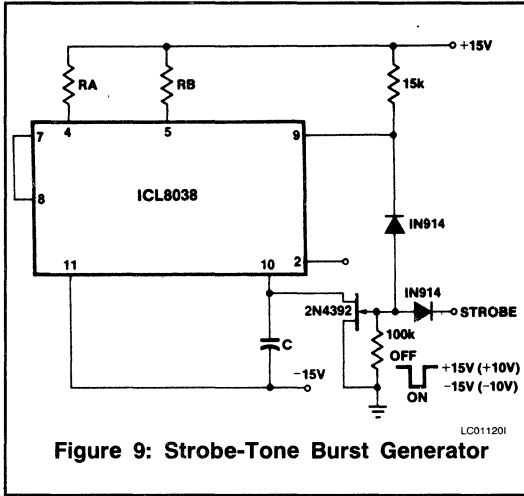 +15V
RA
RB
15k
4
5
7
9
ICL8038
8
IN914
11
10
2
IN914
2N4392
STROBE
100k
C
OFF
+15V (+10V)
−15V
−15V (−10V)
ON
LC01120I
Figure 9: Strobe-Tone Burst Generator